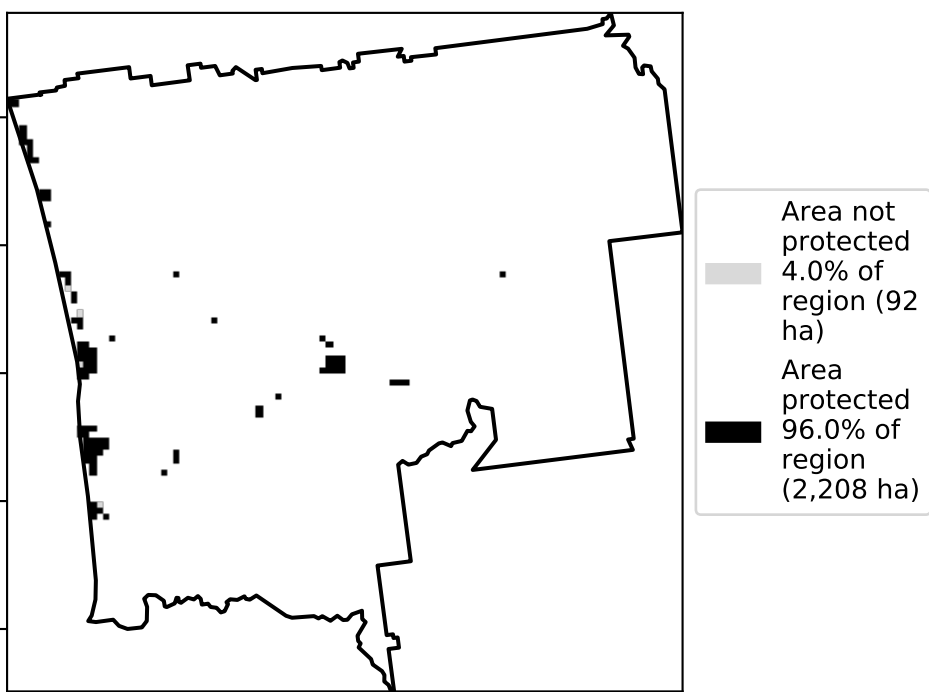 Area not
protected
4.0% of
region (92
ha)
Area
protected
96.0% of
region
(2,208 ha)